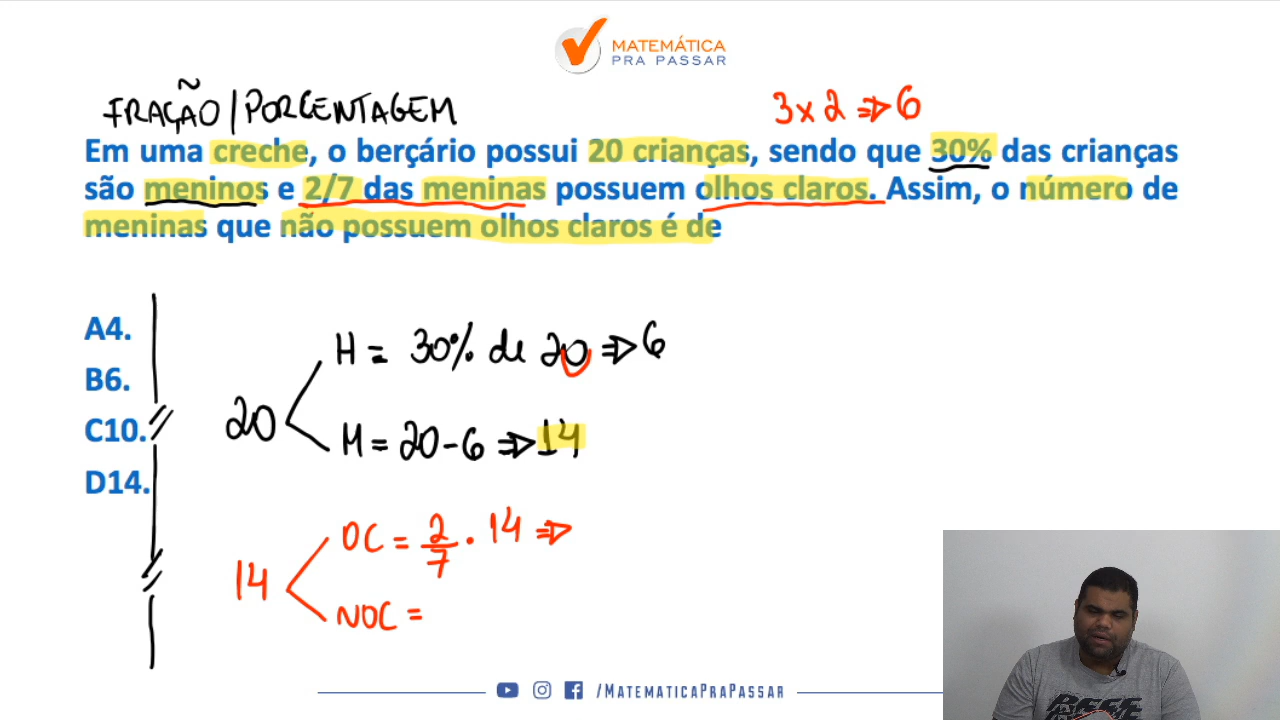 MATEMÁTICA
PRA PASSAR
FRAÇÃO/PORCENTAGEM
3 x 2 ⇒ 6
Em uma creche, o berçário possui 20 crianças, sendo que 30% das crianças
são meninos e 2/7 das meninas possuem olhos claros. Assim, o número de
meninas que não possuem olhos claros é de
A4.
B6.
C10.
D14.
20
H = 30% de 20 ⇒ 6
M = 20 - 6 ⇒ 14
14
OC = 2/7 . 14 ⇒
NOC =
/MATEMATICAPRAPASSAR